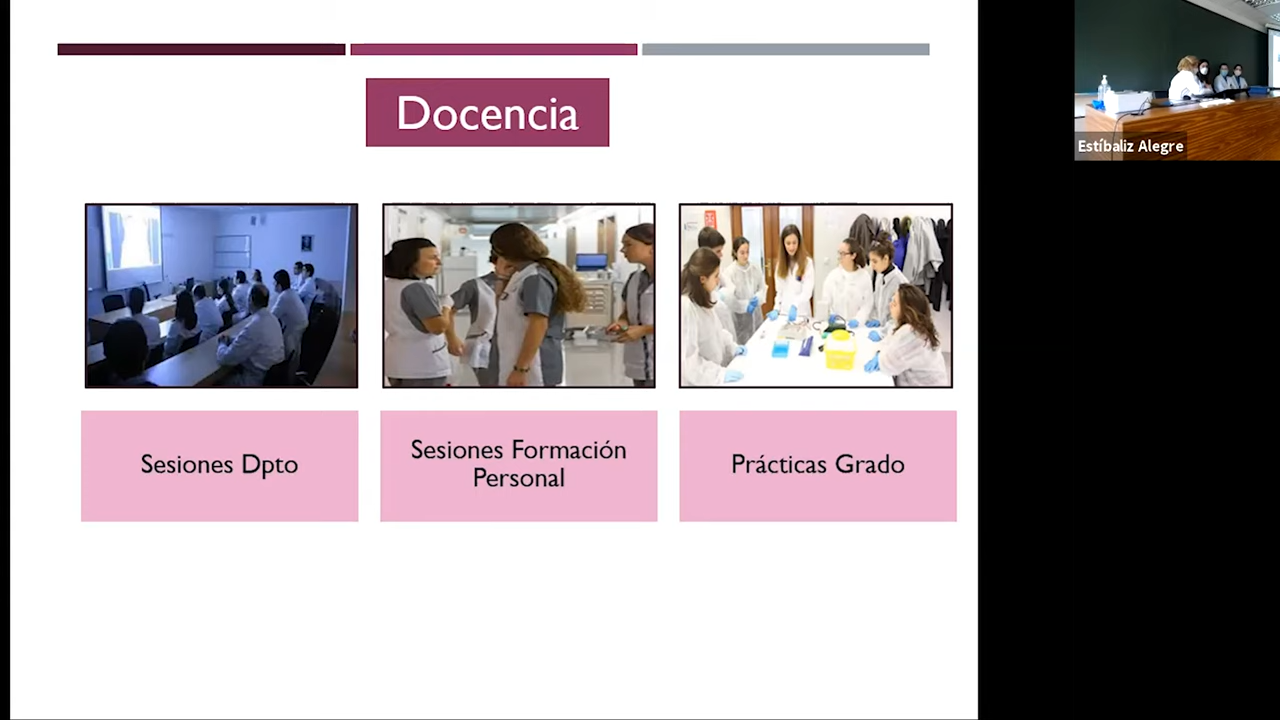 Docencia
Estíbaliz Alegre
Sesiones Dpto
Sesiones Formación
Personal
Prácticas Grado